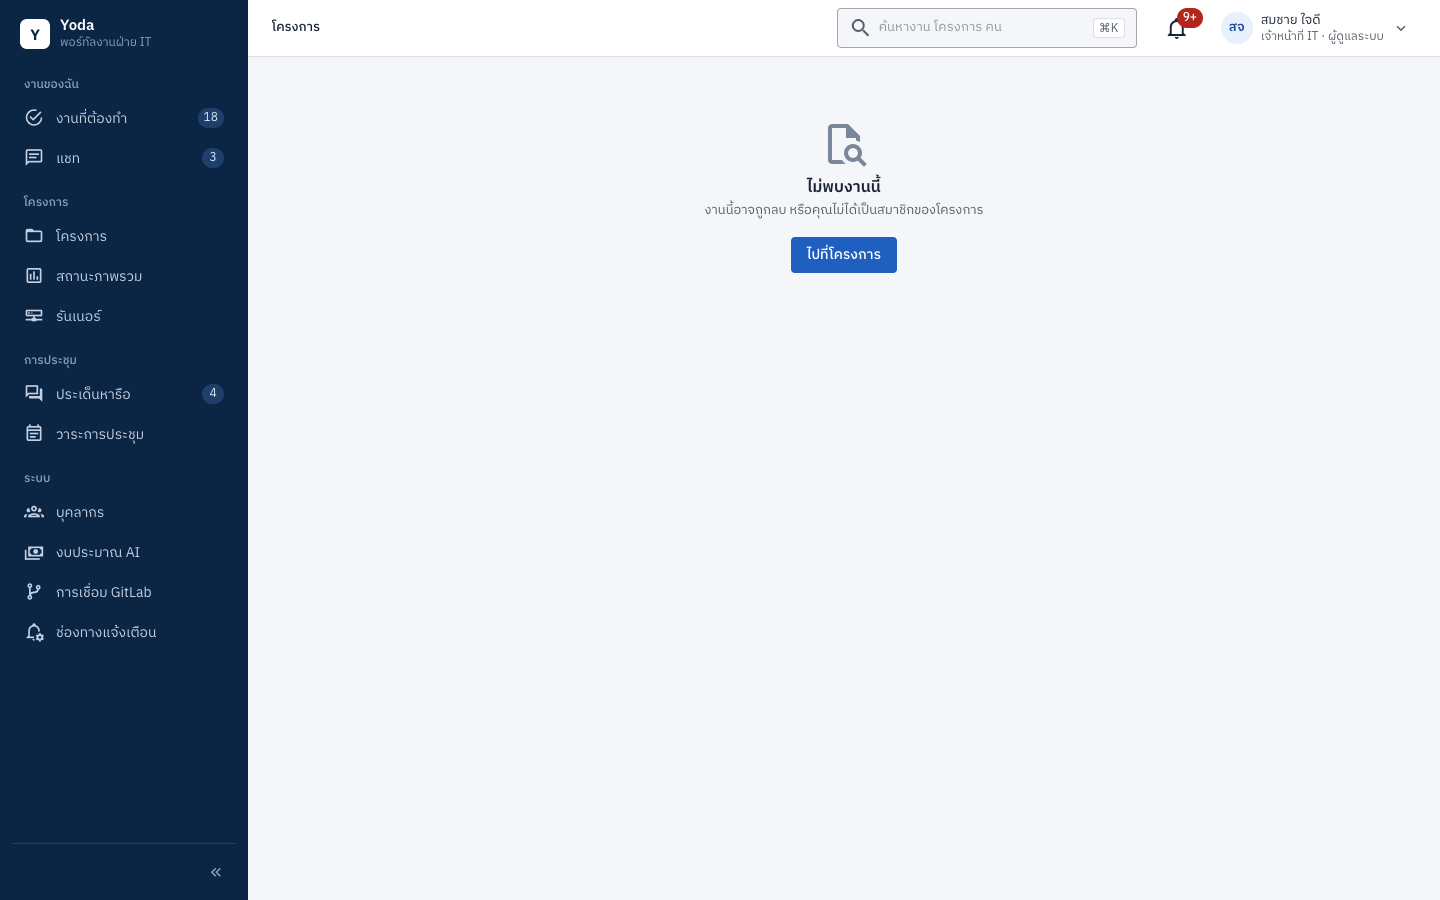 Y
Yoda
พอร์ทัลงานฝ่าย IT
งานของฉัน
งานที่ต้องทำ 18
แชท 3
โครงการ
โครงการ
สถานะภาพรวม
รันเนอร์
การประชุม
ประเด็นหารือ 4
วาระการประชุม
ระบบ
บุคลากร
งบประมาณ AI
การเชื่อม GitLab
ช่องทางแจ้งเตือน
โครงการ
ค้นหางาน โครงการ คน ⌘K
9+
สจ
สมชาย ใจดี
เจ้าหน้าที่ IT · ผู้ดูแลระบบ
ไม่พบงานนี้
งานนี้อาจถูกลบ หรือคุณไม่ได้เป็นสมาชิกของโครงการ
ไปที่โครงการ